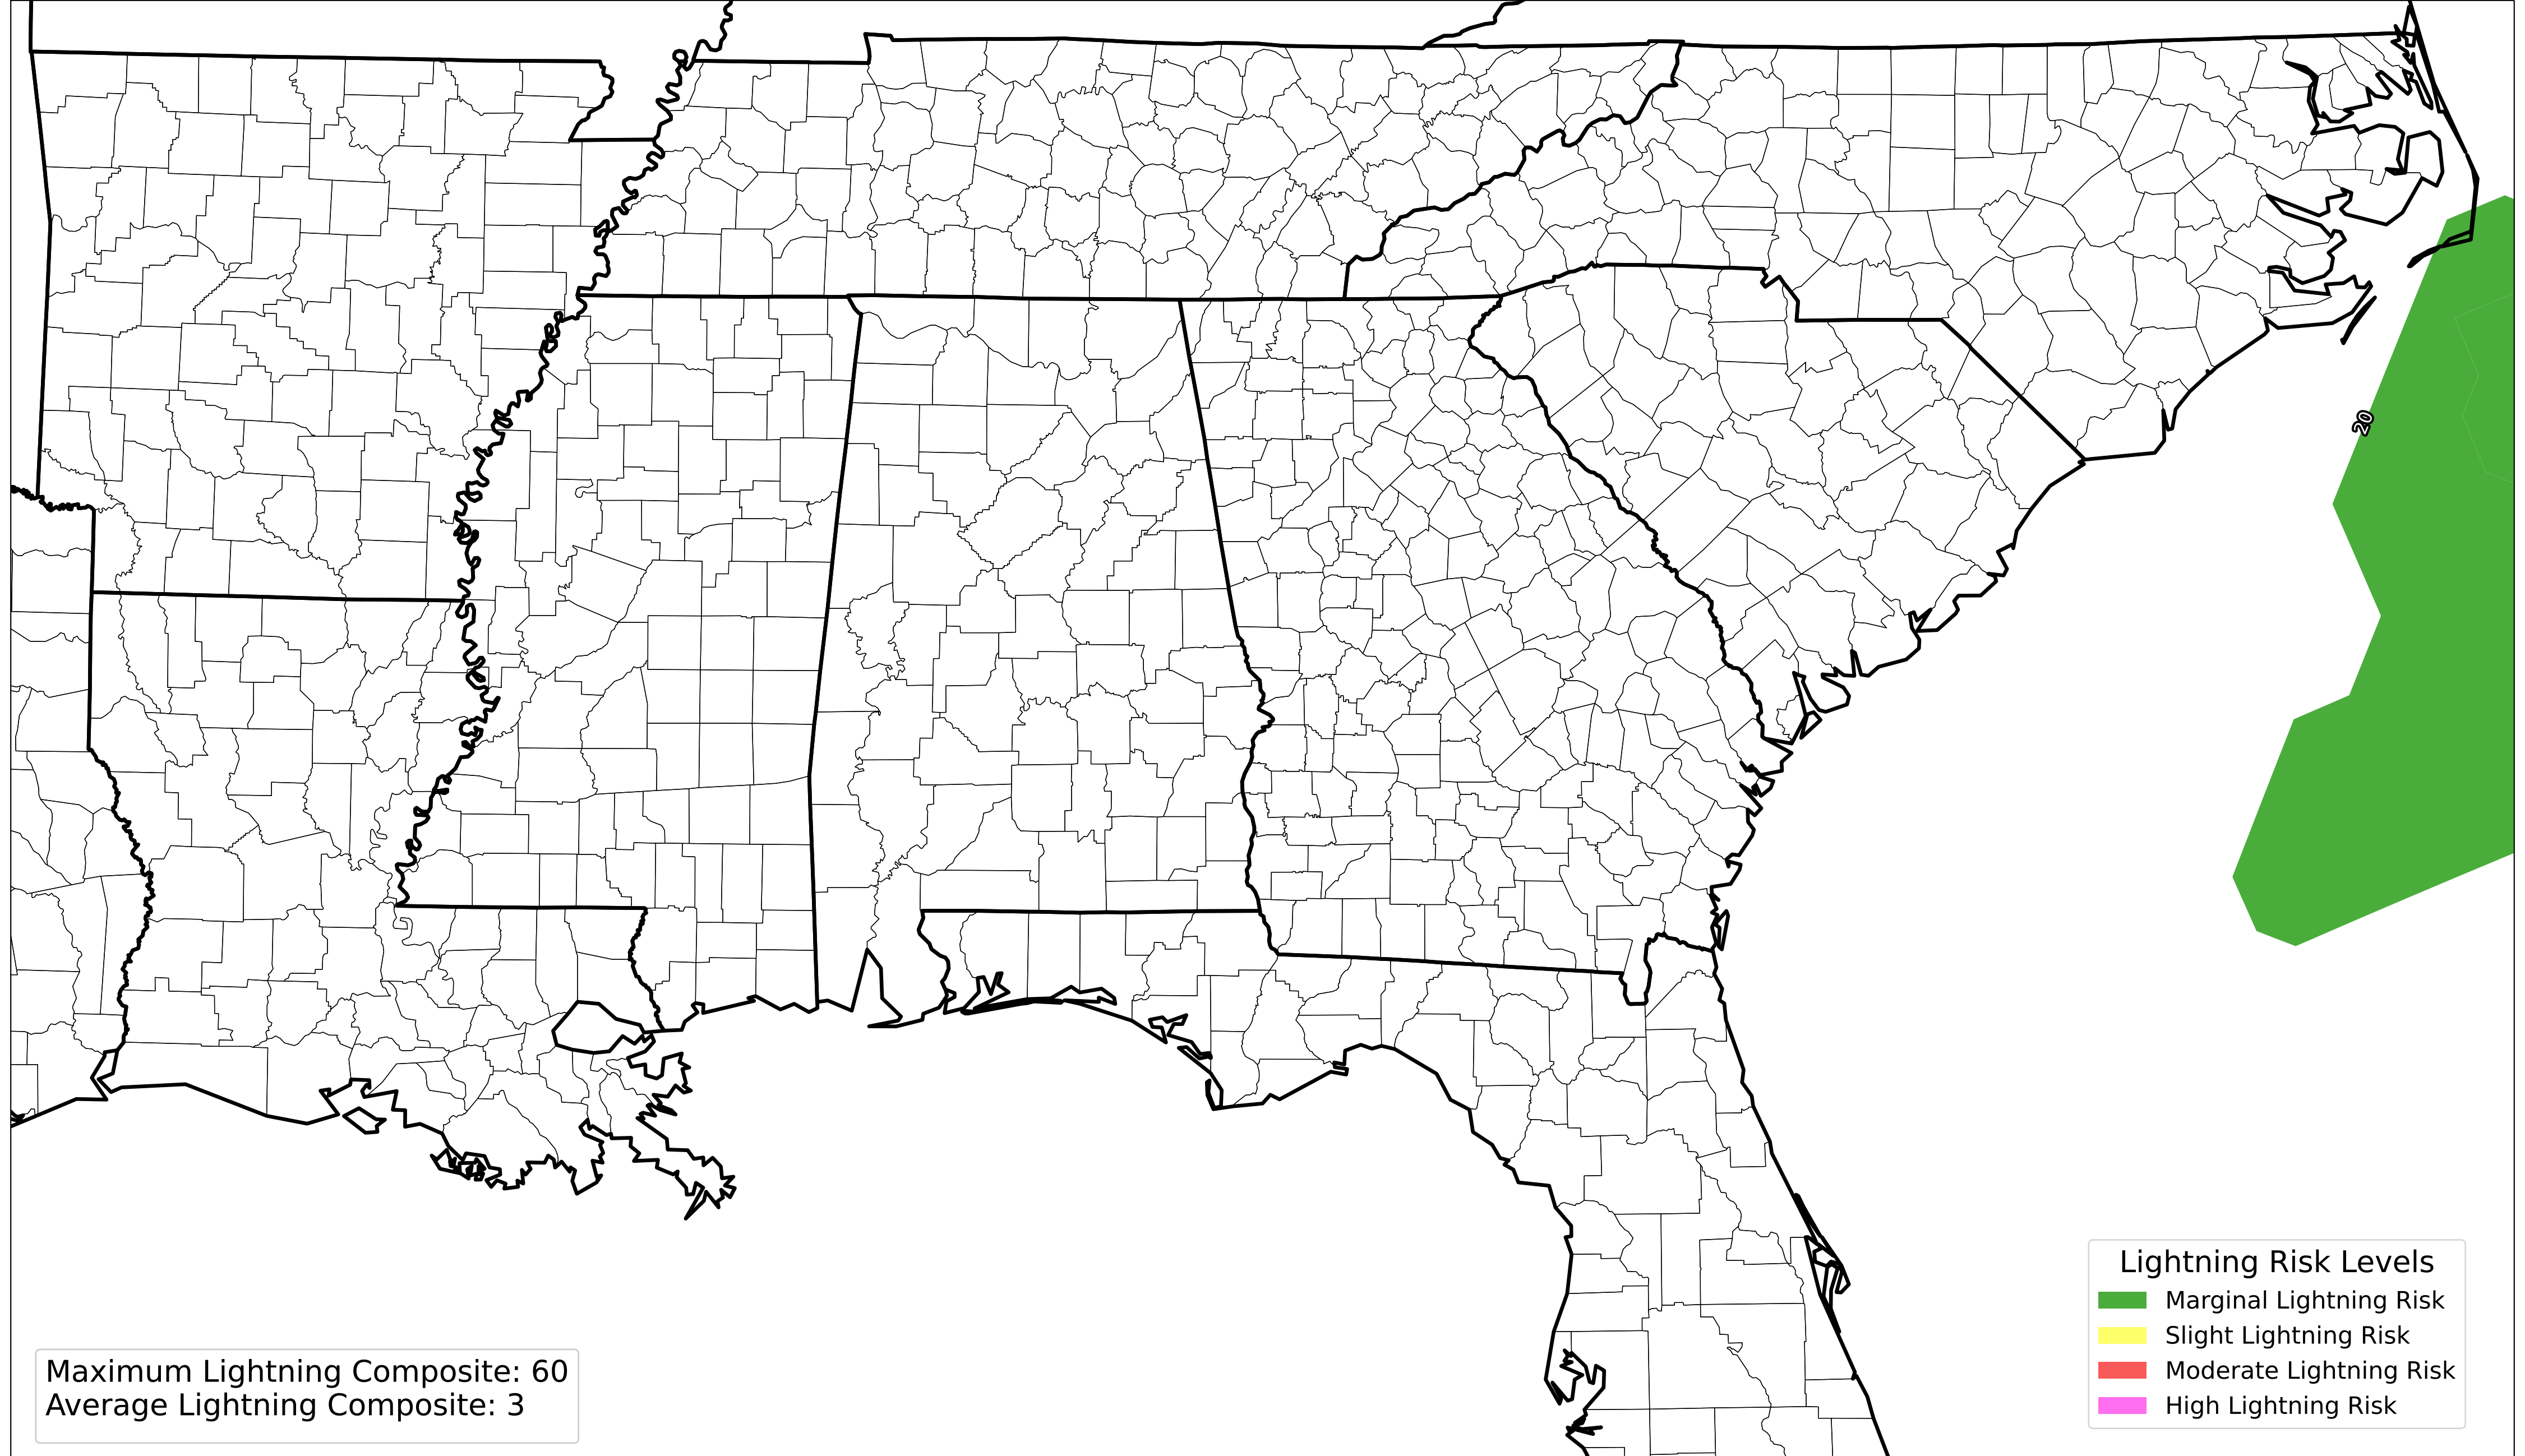 20
Lightning Risk Levels
Marginal Lightning Risk
Slight Lightning Risk
Moderate Lightning Risk
High Lightning Risk
Maximum Lightning Composite: 60
Average Lightning Composite: 3